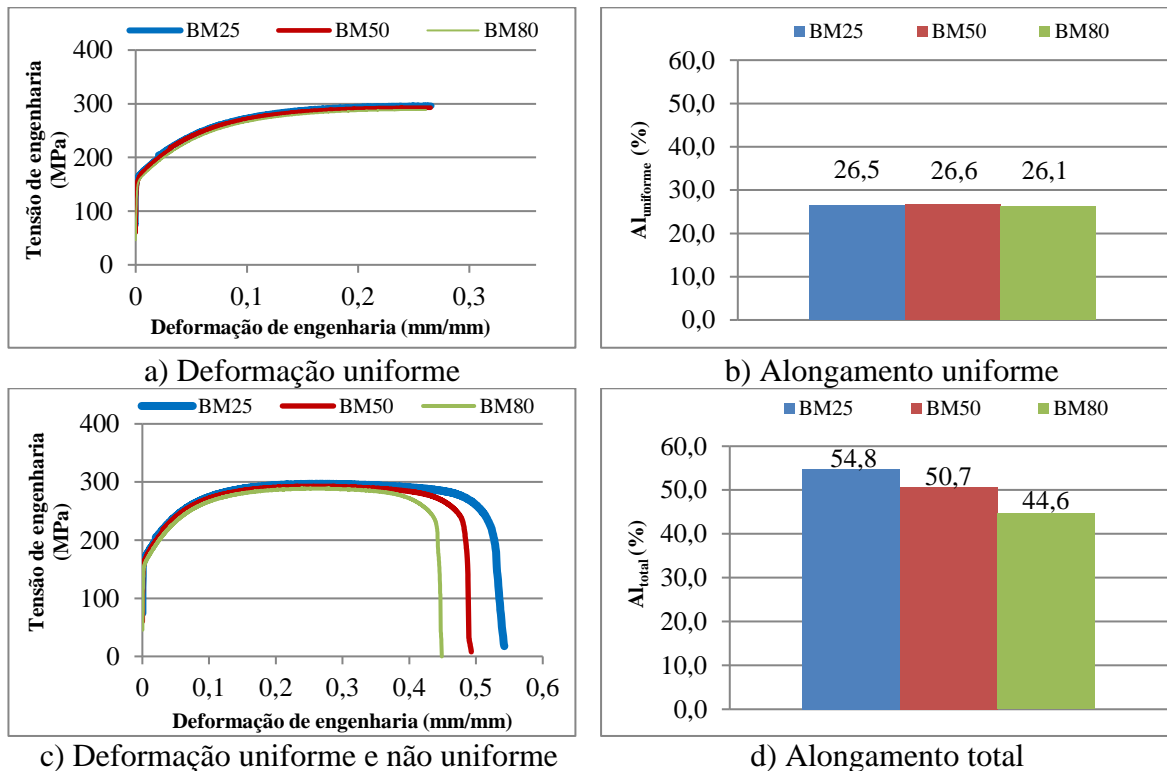 BM25 BM50 BM80
400
300
200
100
0
0 0,1 0,2 0,3
Tensão de engenharia
(MPa)
Deformação de engenharia (mm/mm)
a) Deformação uniforme
BM25 BM50 BM80
60,0
50,0
40,0
30,0
20,0
10,0
0,0
Aluniforme (%)
26,5 26,6 26,1
b) Alongamento uniforme
BM25 BM50 BM80
400
300
200
100
0
0 0,1 0,2 0,3 0,4 0,5 0,6
Tensão de engenharia
(MPa)
Deformação de engenharia (mm/mm)
c) Deformação uniforme e não uniforme
BM25 BM50 BM80
60,0
50,0
40,0
30,0
20,0
10,0
0,0
Altotal (%)
54,8 50,7 44,6
d) Alongamento total